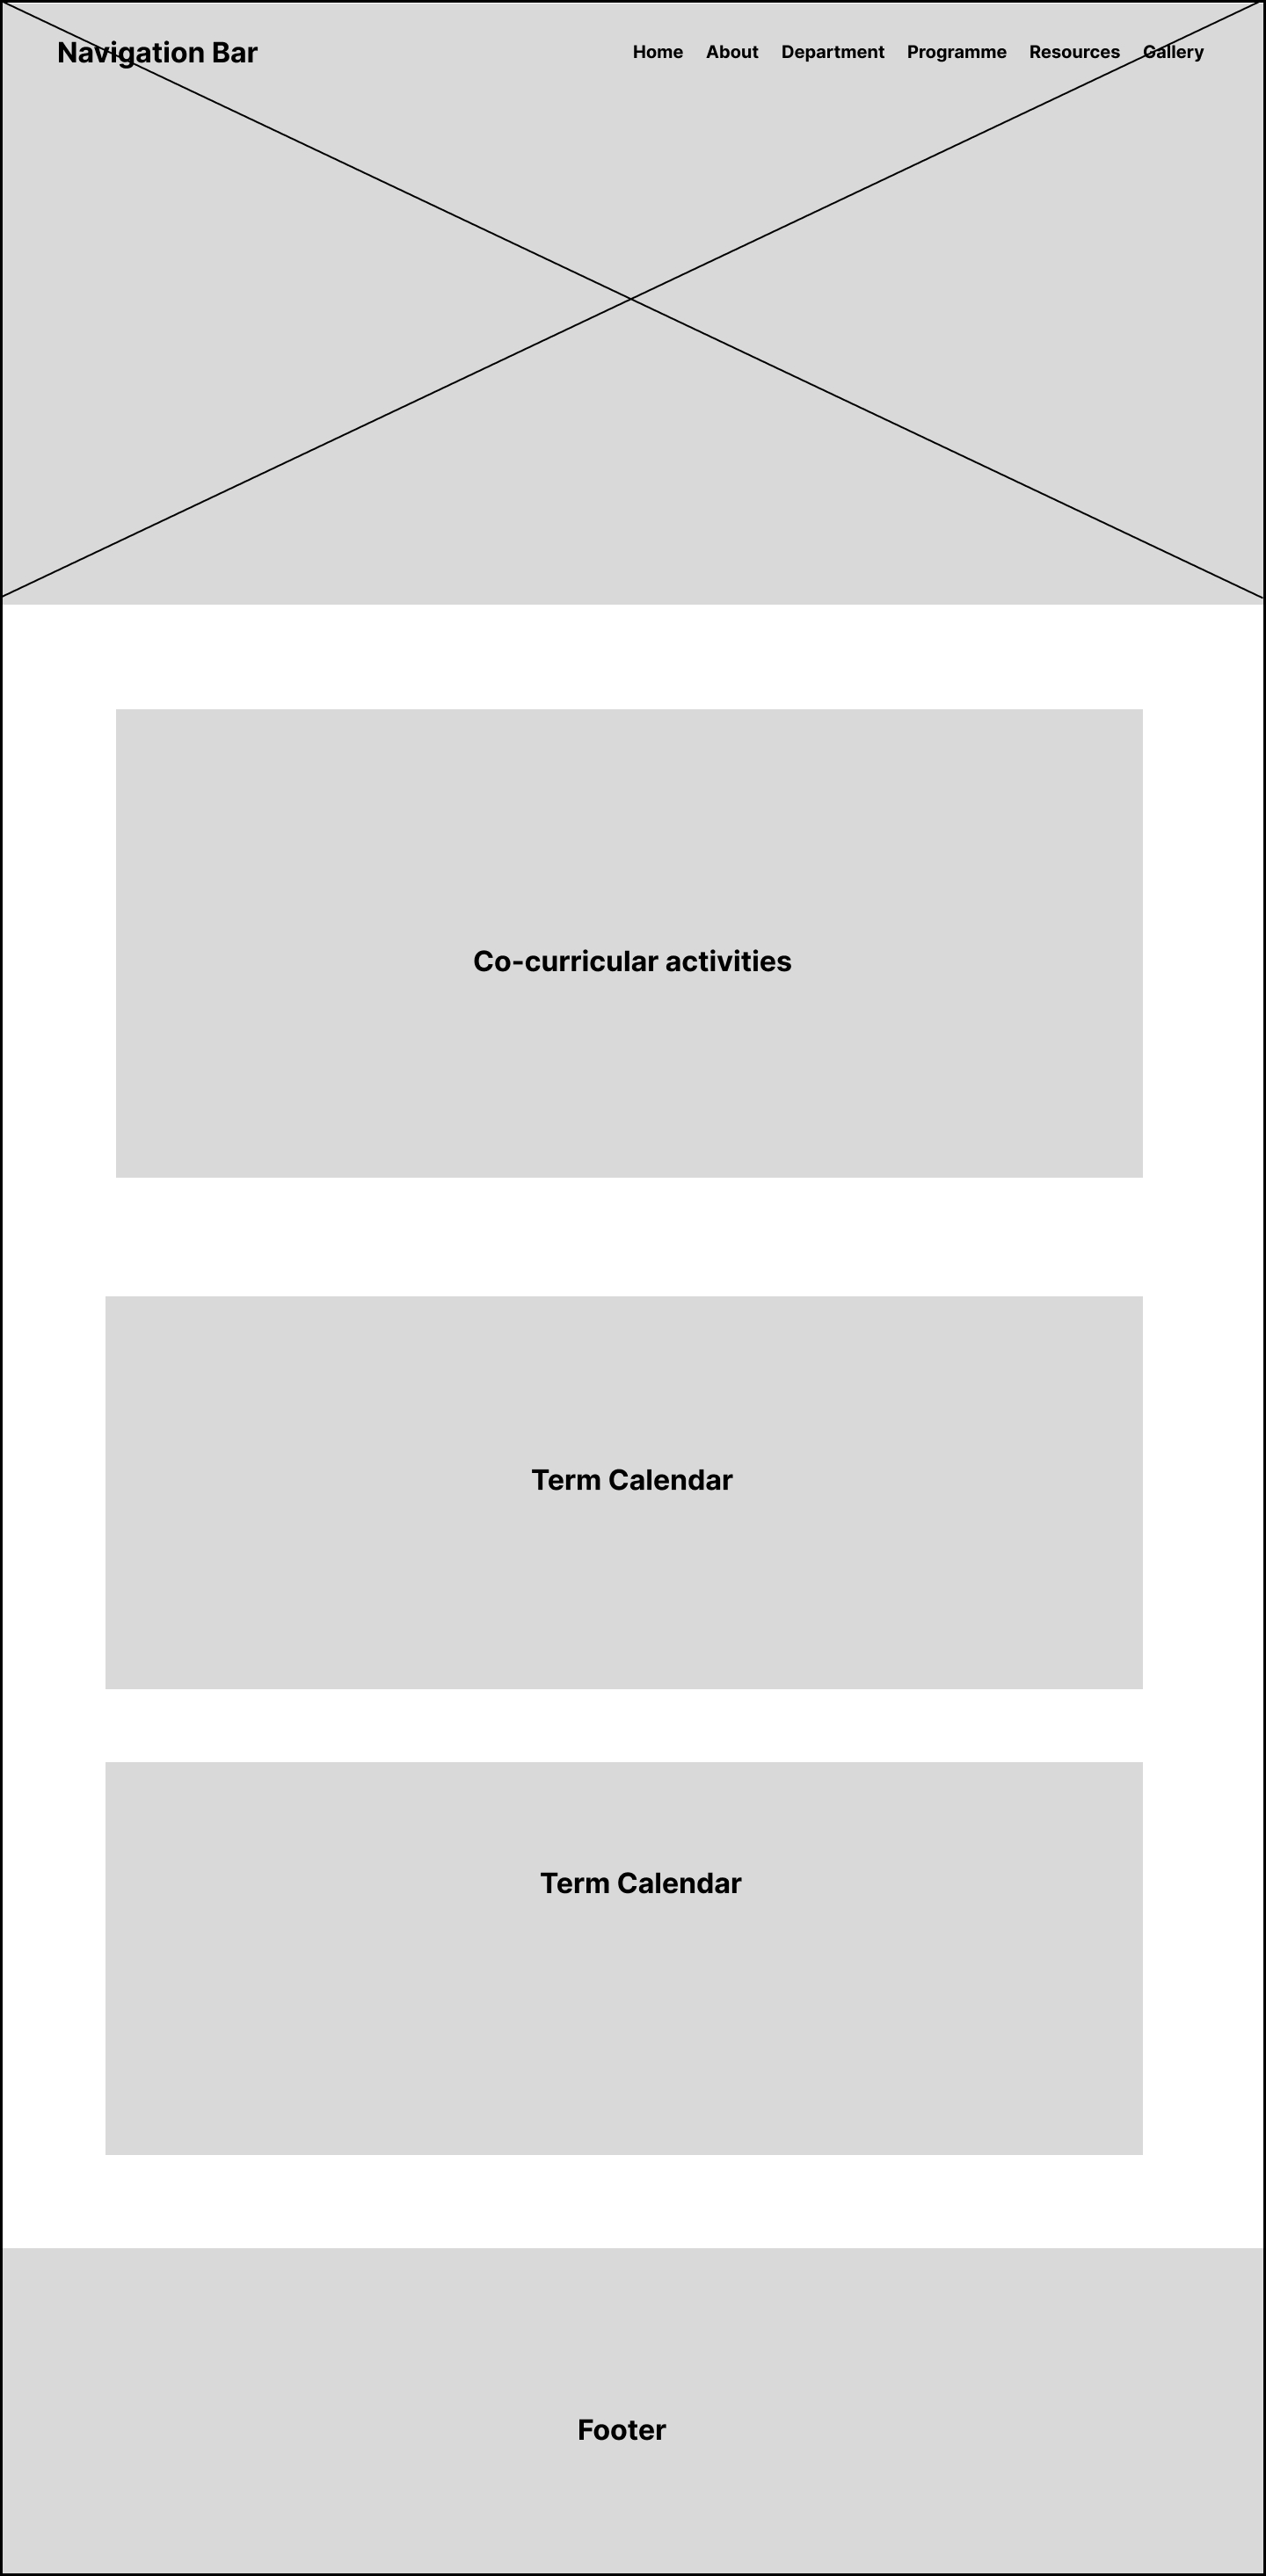 Navigation Bar Home About Department Programme Resources Gallery
Co-curricular activities
Term Calendar
Term Calendar
Footer